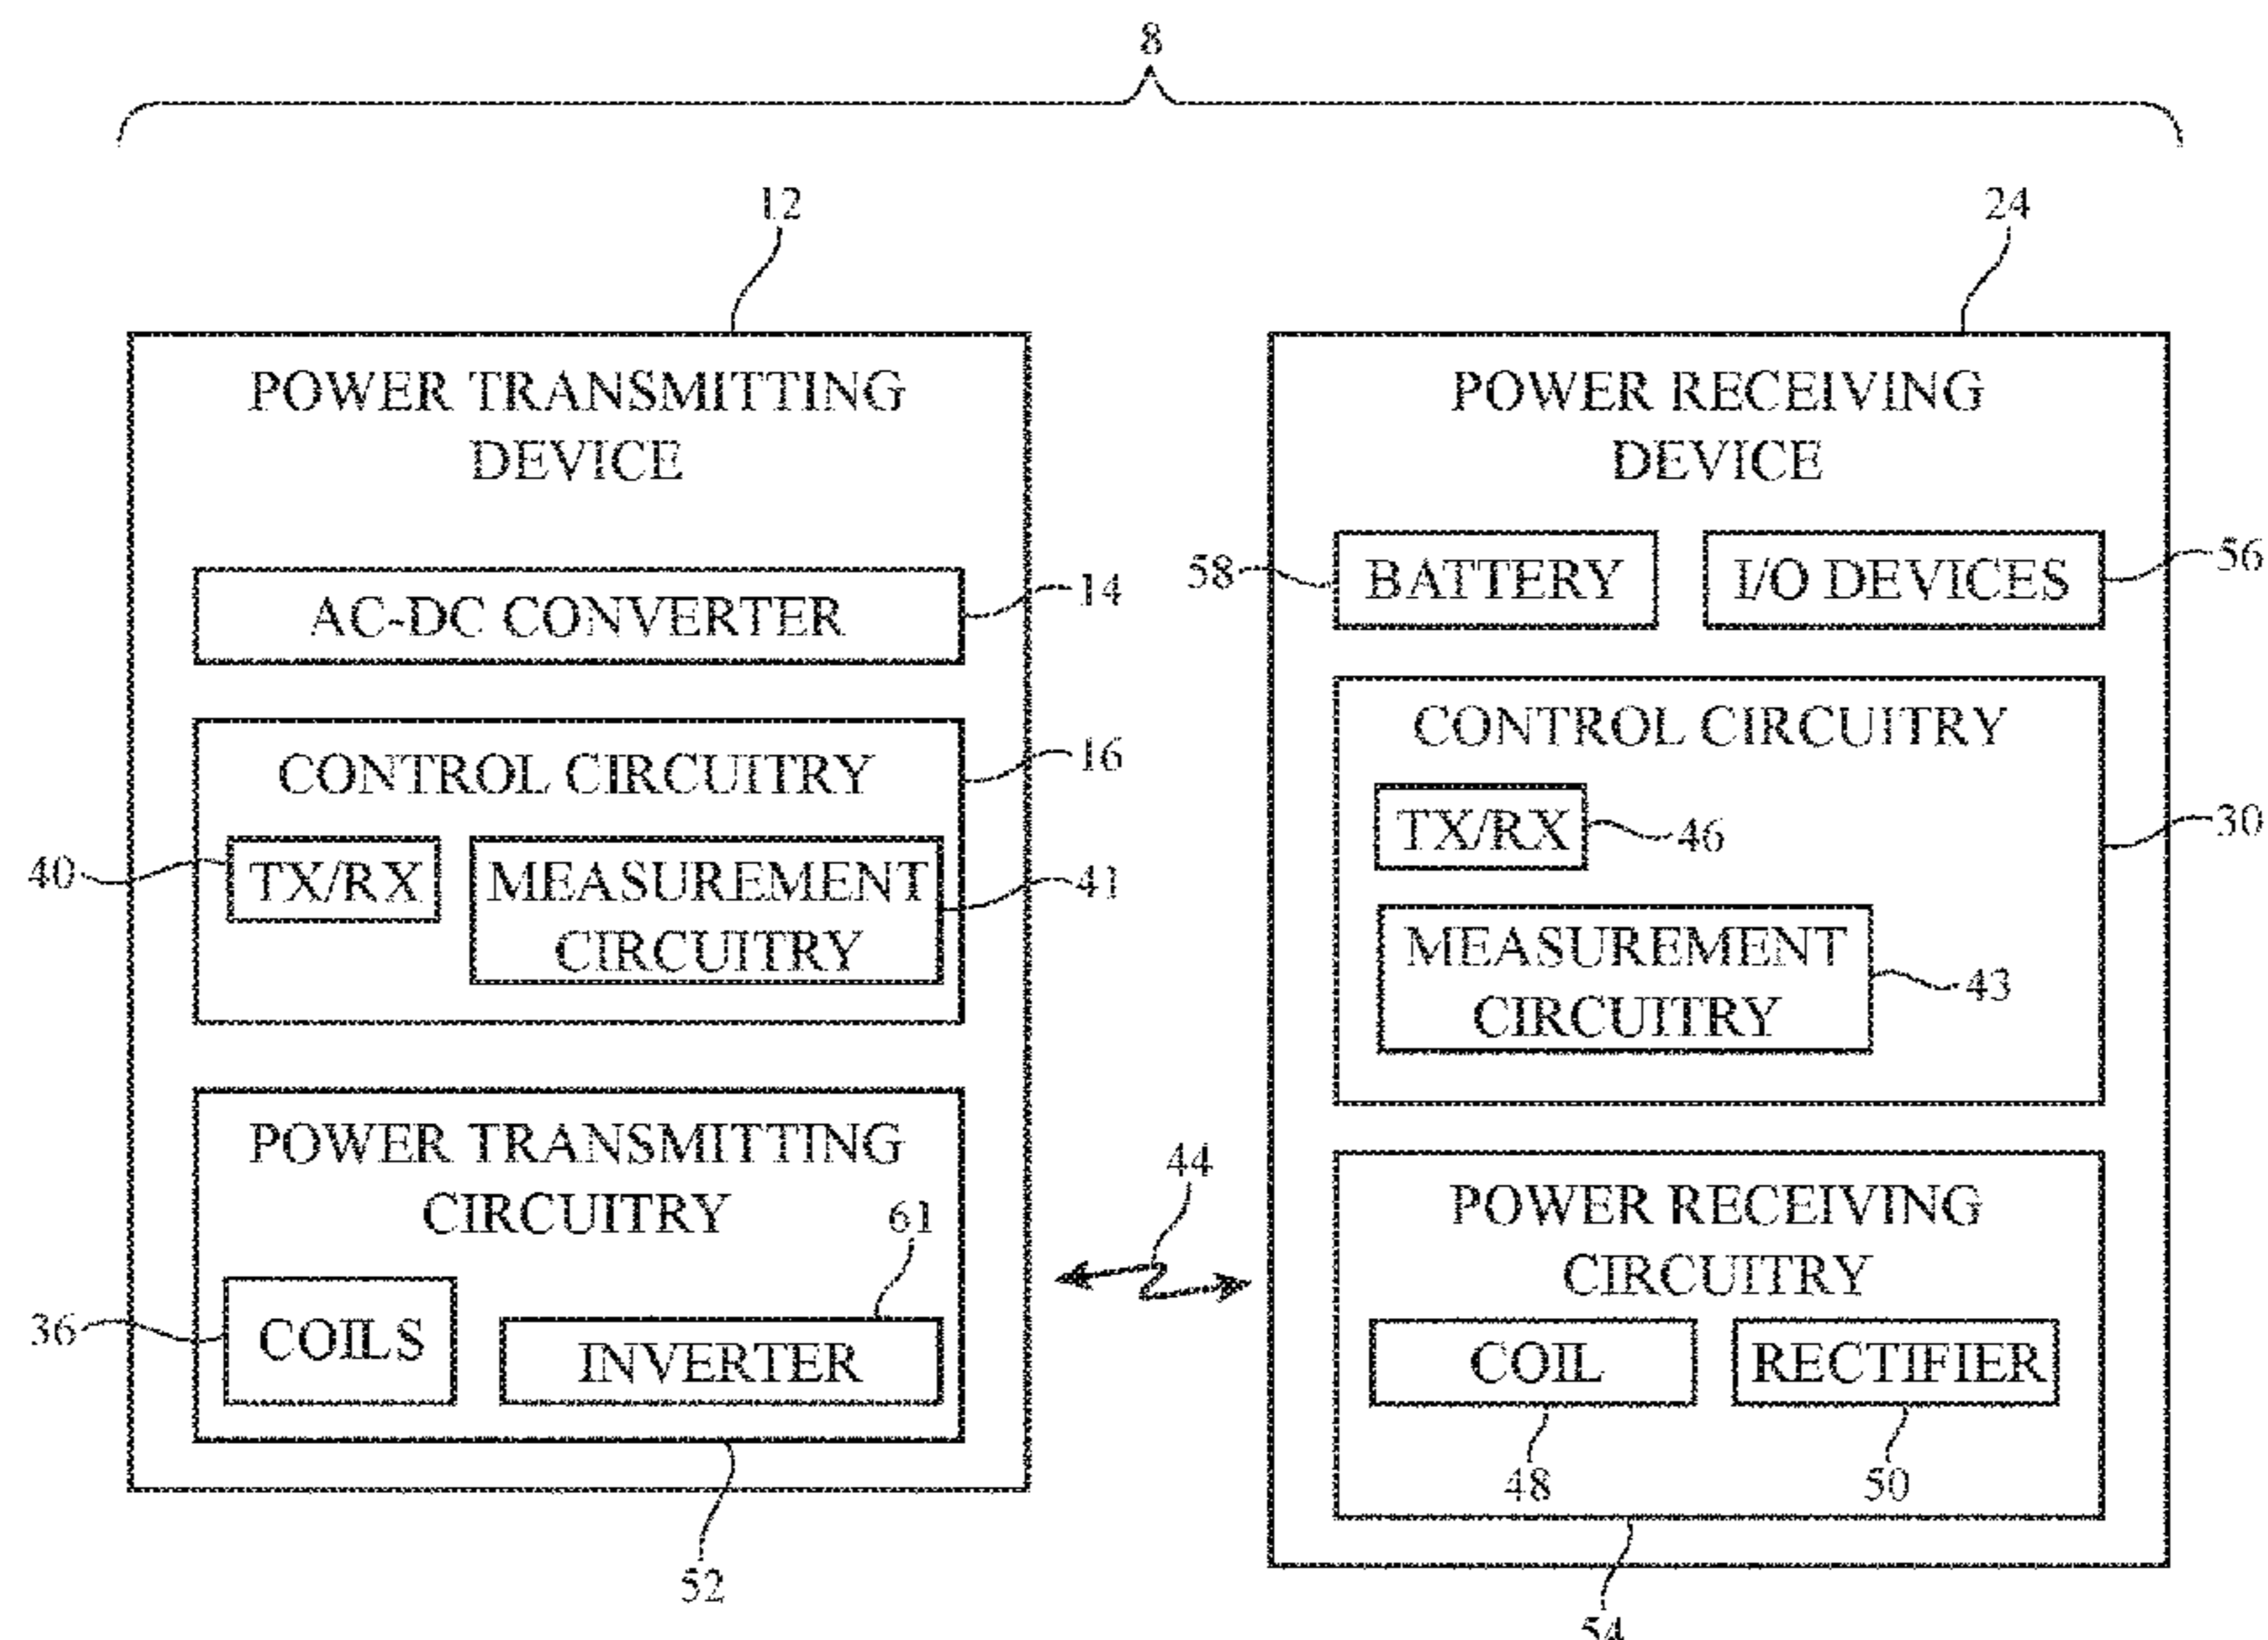 8
12
24
POWER TRANSMITTING
DEVICE
AC-DC CONVERTER
14
CONTROL CIRCUITRY
16
40
TX/RX
MEASUREMENT
CIRCUITRY
41
POWER TRANSMITTING
CIRCUITRY
61
36
COILS
INVERTER
52
44
POWER RECEIVING
DEVICE
58
BATTERY
I/O DEVICES
56
CONTROL CIRCUITRY
TX/RX
46
30
MEASUREMENT
CIRCUITRY
43
POWER RECEIVING
CIRCUITRY
COIL
RECTIFIER
48
50
54